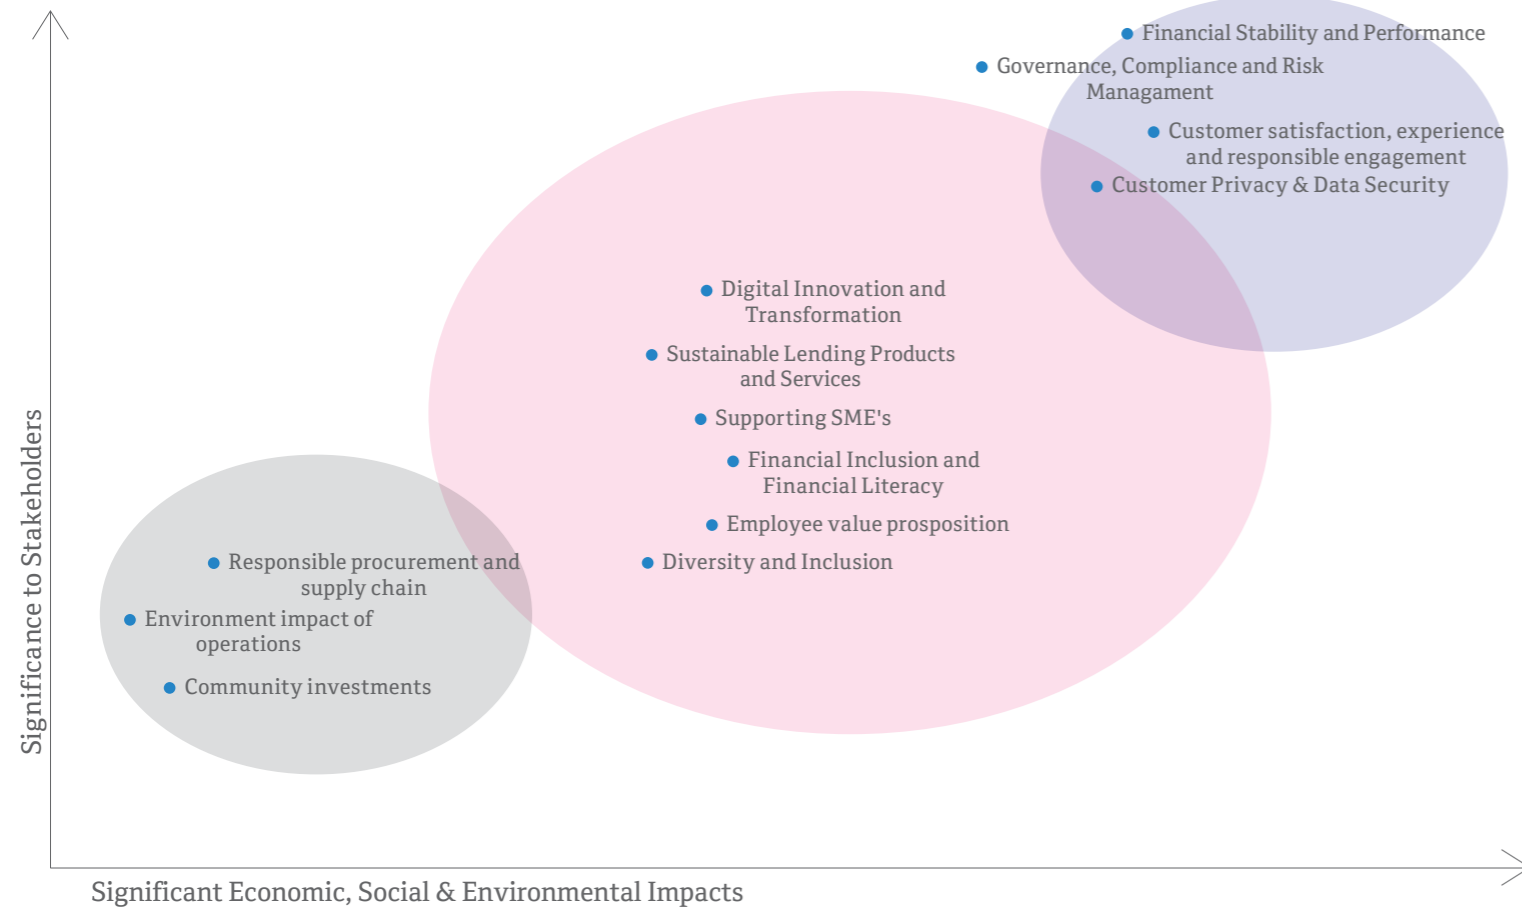 Financial Stability and Performance
Governance, Compliance and Risk
Managament
Customer satisfaction, experience
and responsible engagement
Customer Privacy & Data Security
Digital Innovation and
Transformation
Sustainable Lending Products
and Services
Supporting SME's
Financial Inclusion and
Financial Literacy
Employee value prosposition
Diversity and Inclusion
Responsible procurement and
supply chain
Environment impact of
operations
Community investments
Significance to Stakeholders
Significant Economic, Social & Environmental Impacts